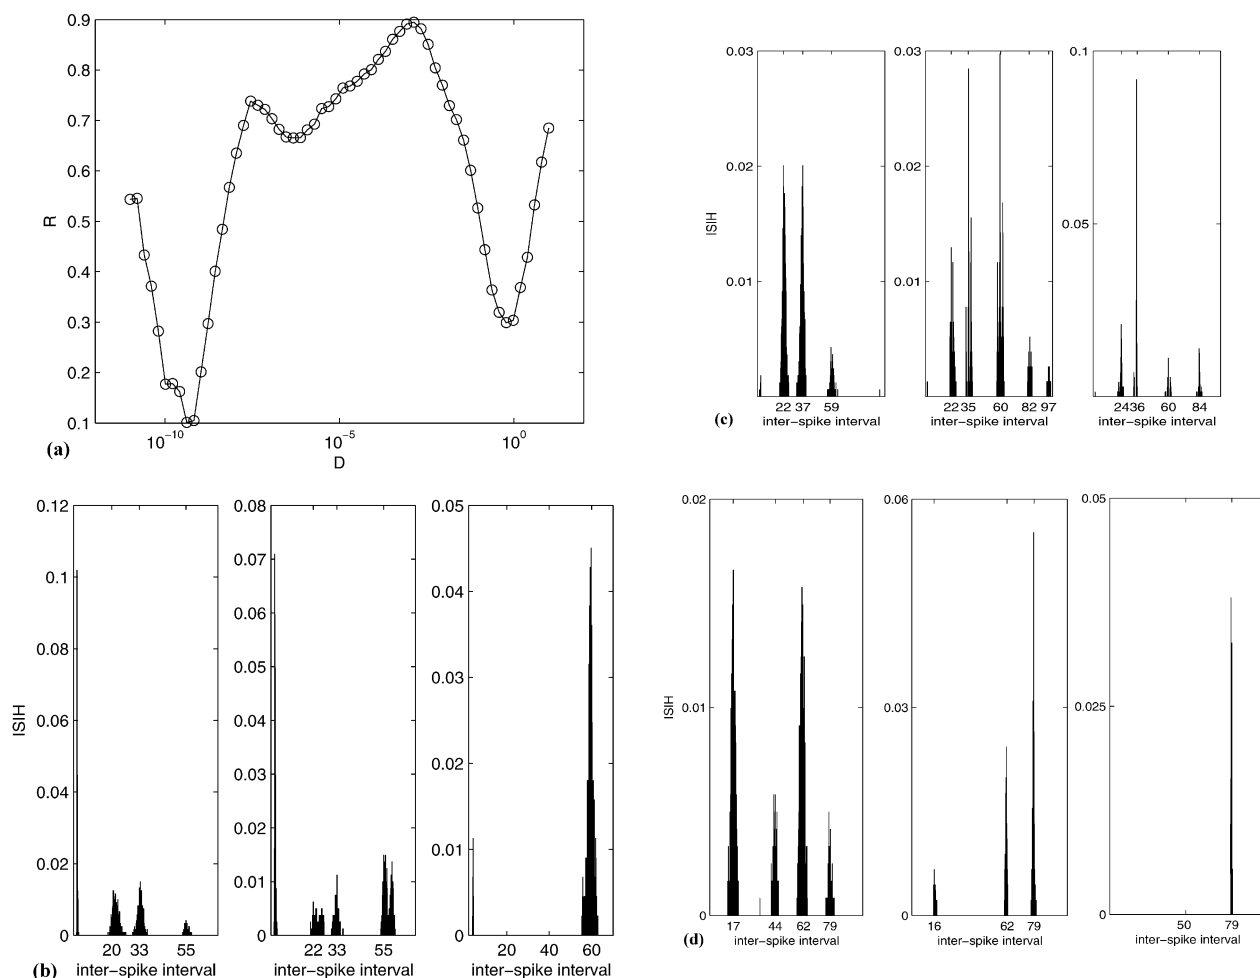 0.9
0.8
0.7
0.6
0.5
0.4
0.3
0.2
0.1
R
10⁻¹⁰ 10⁻⁵ 10⁰
D
(a)
0.12
0.1
0.08
0.06
0.04
0.02
0
ISIH
20 33 55
inter-spike interval
0.08
0.07
0.06
0.05
0.04
0.03
0.02
0.01
0
22 33 55
inter-spike interval
0.05
0.04
0.03
0.02
0.01
0
20 40 60
inter-spike interval
(b)
0.03
0.02
0.01
0
ISIH
22 37 59
inter-spike interval
0.03
0.02
0.01
0
22 35 60 82 97
inter-spike interval
0.1
0.05
0
2436 60 84
inter-spike interval
(c)
0.02
0.01
0
ISIH
17 44 62 79
inter-spike interval
0.06
0.03
0
16 62 79
inter-spike interval
0.05
0.025
0
50 79
inter-spike interval
(d)